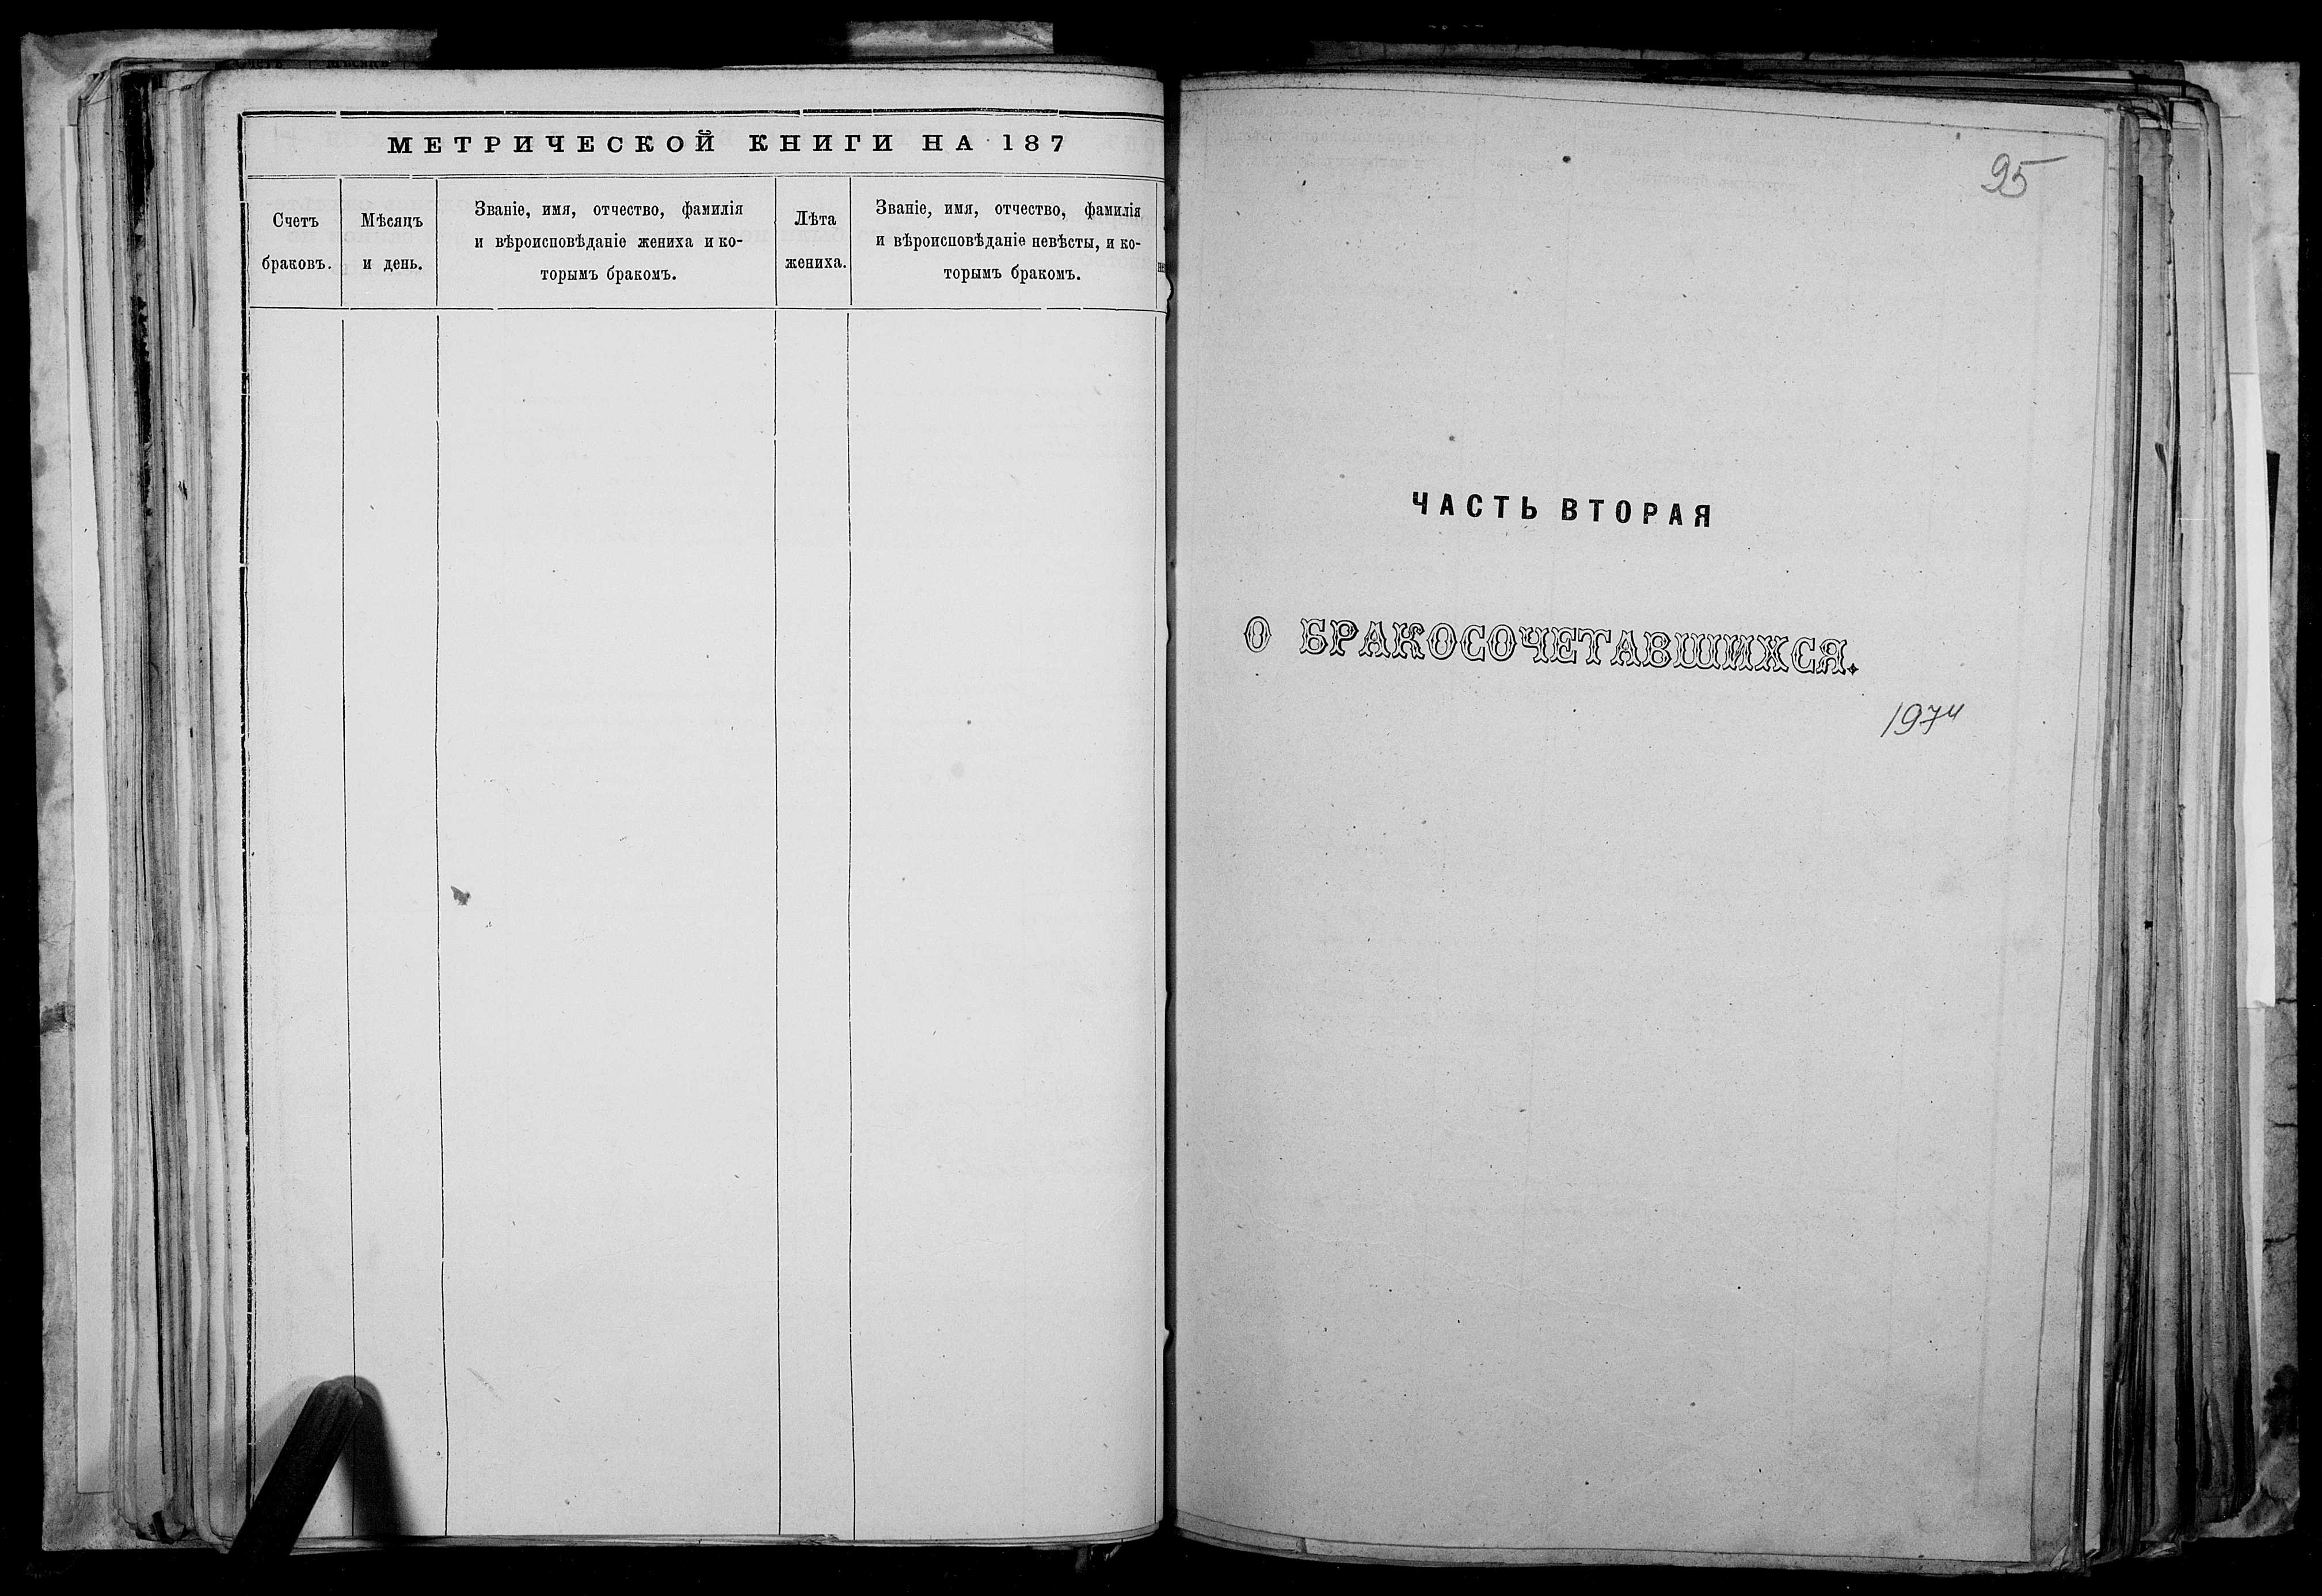 МЕТРИЧЕСКОЙ КНИГИ НА 187
Счетъ
браковъ.
Мѣсяцъ
и день.
Званіе, имя, отчество, фамилія
и вѣроисповѣданіе жениха и ко-
торымъ бракомъ.
Лѣта
жениха.
Званіе, имя, отчество, фамилія
и вѣроисповѣданіе невѣсты, и ко-
торымъ бракомъ.
95
ЧАСТЬ ВТОРАЯ
О БРАКОСОЧЕТАВШИХСЯ.